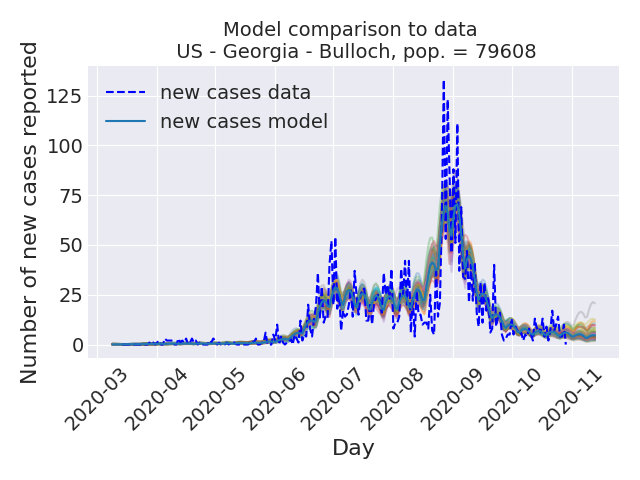 Model comparison to data
US - Georgia - Bulloch, pop. = 79608
Number of new cases reported
125
100
75
50
25
0
new cases data
new cases model
2020-03
2020-04
2020-05
2020-06
2020-07
2020-08
2020-09
2020-10
2020-11
Day